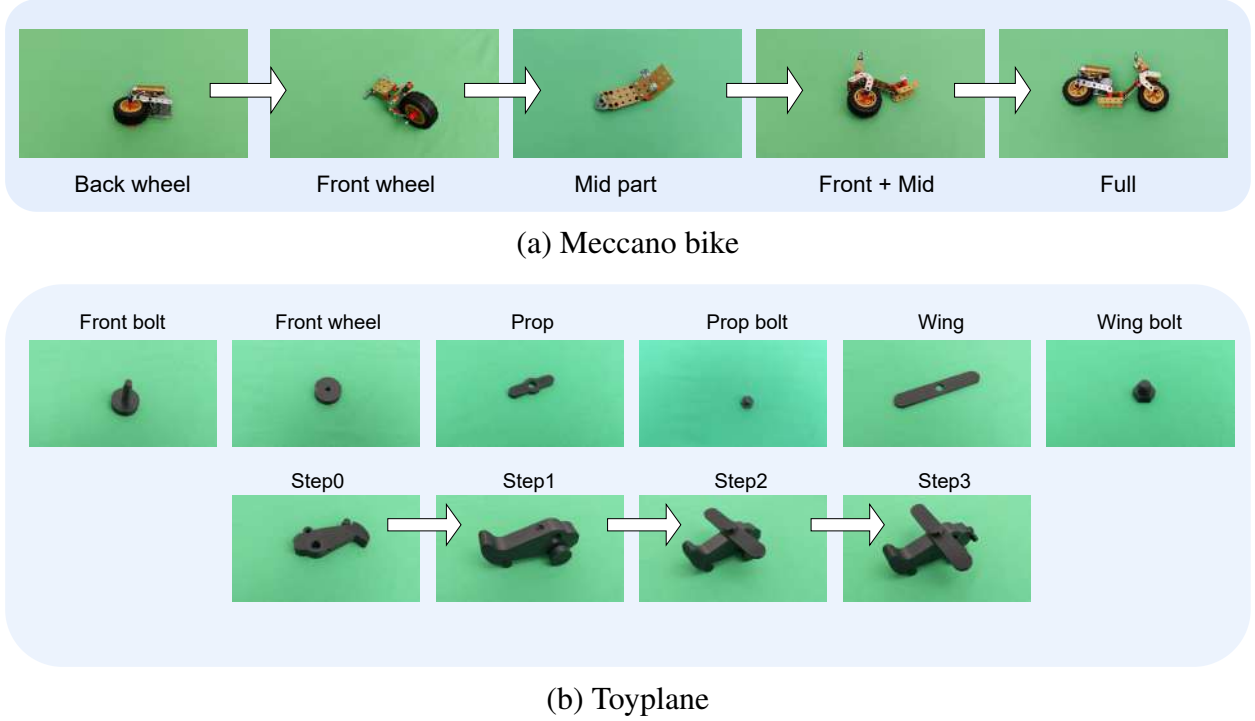 Back wheel
Front wheel
Mid part
Front + Mid
Full
(a) Meccano bike
Front bolt
Front wheel
Prop
Prop bolt
Wing
Wing bolt
Step0
Step1
Step2
Step3
(b) Toyplane